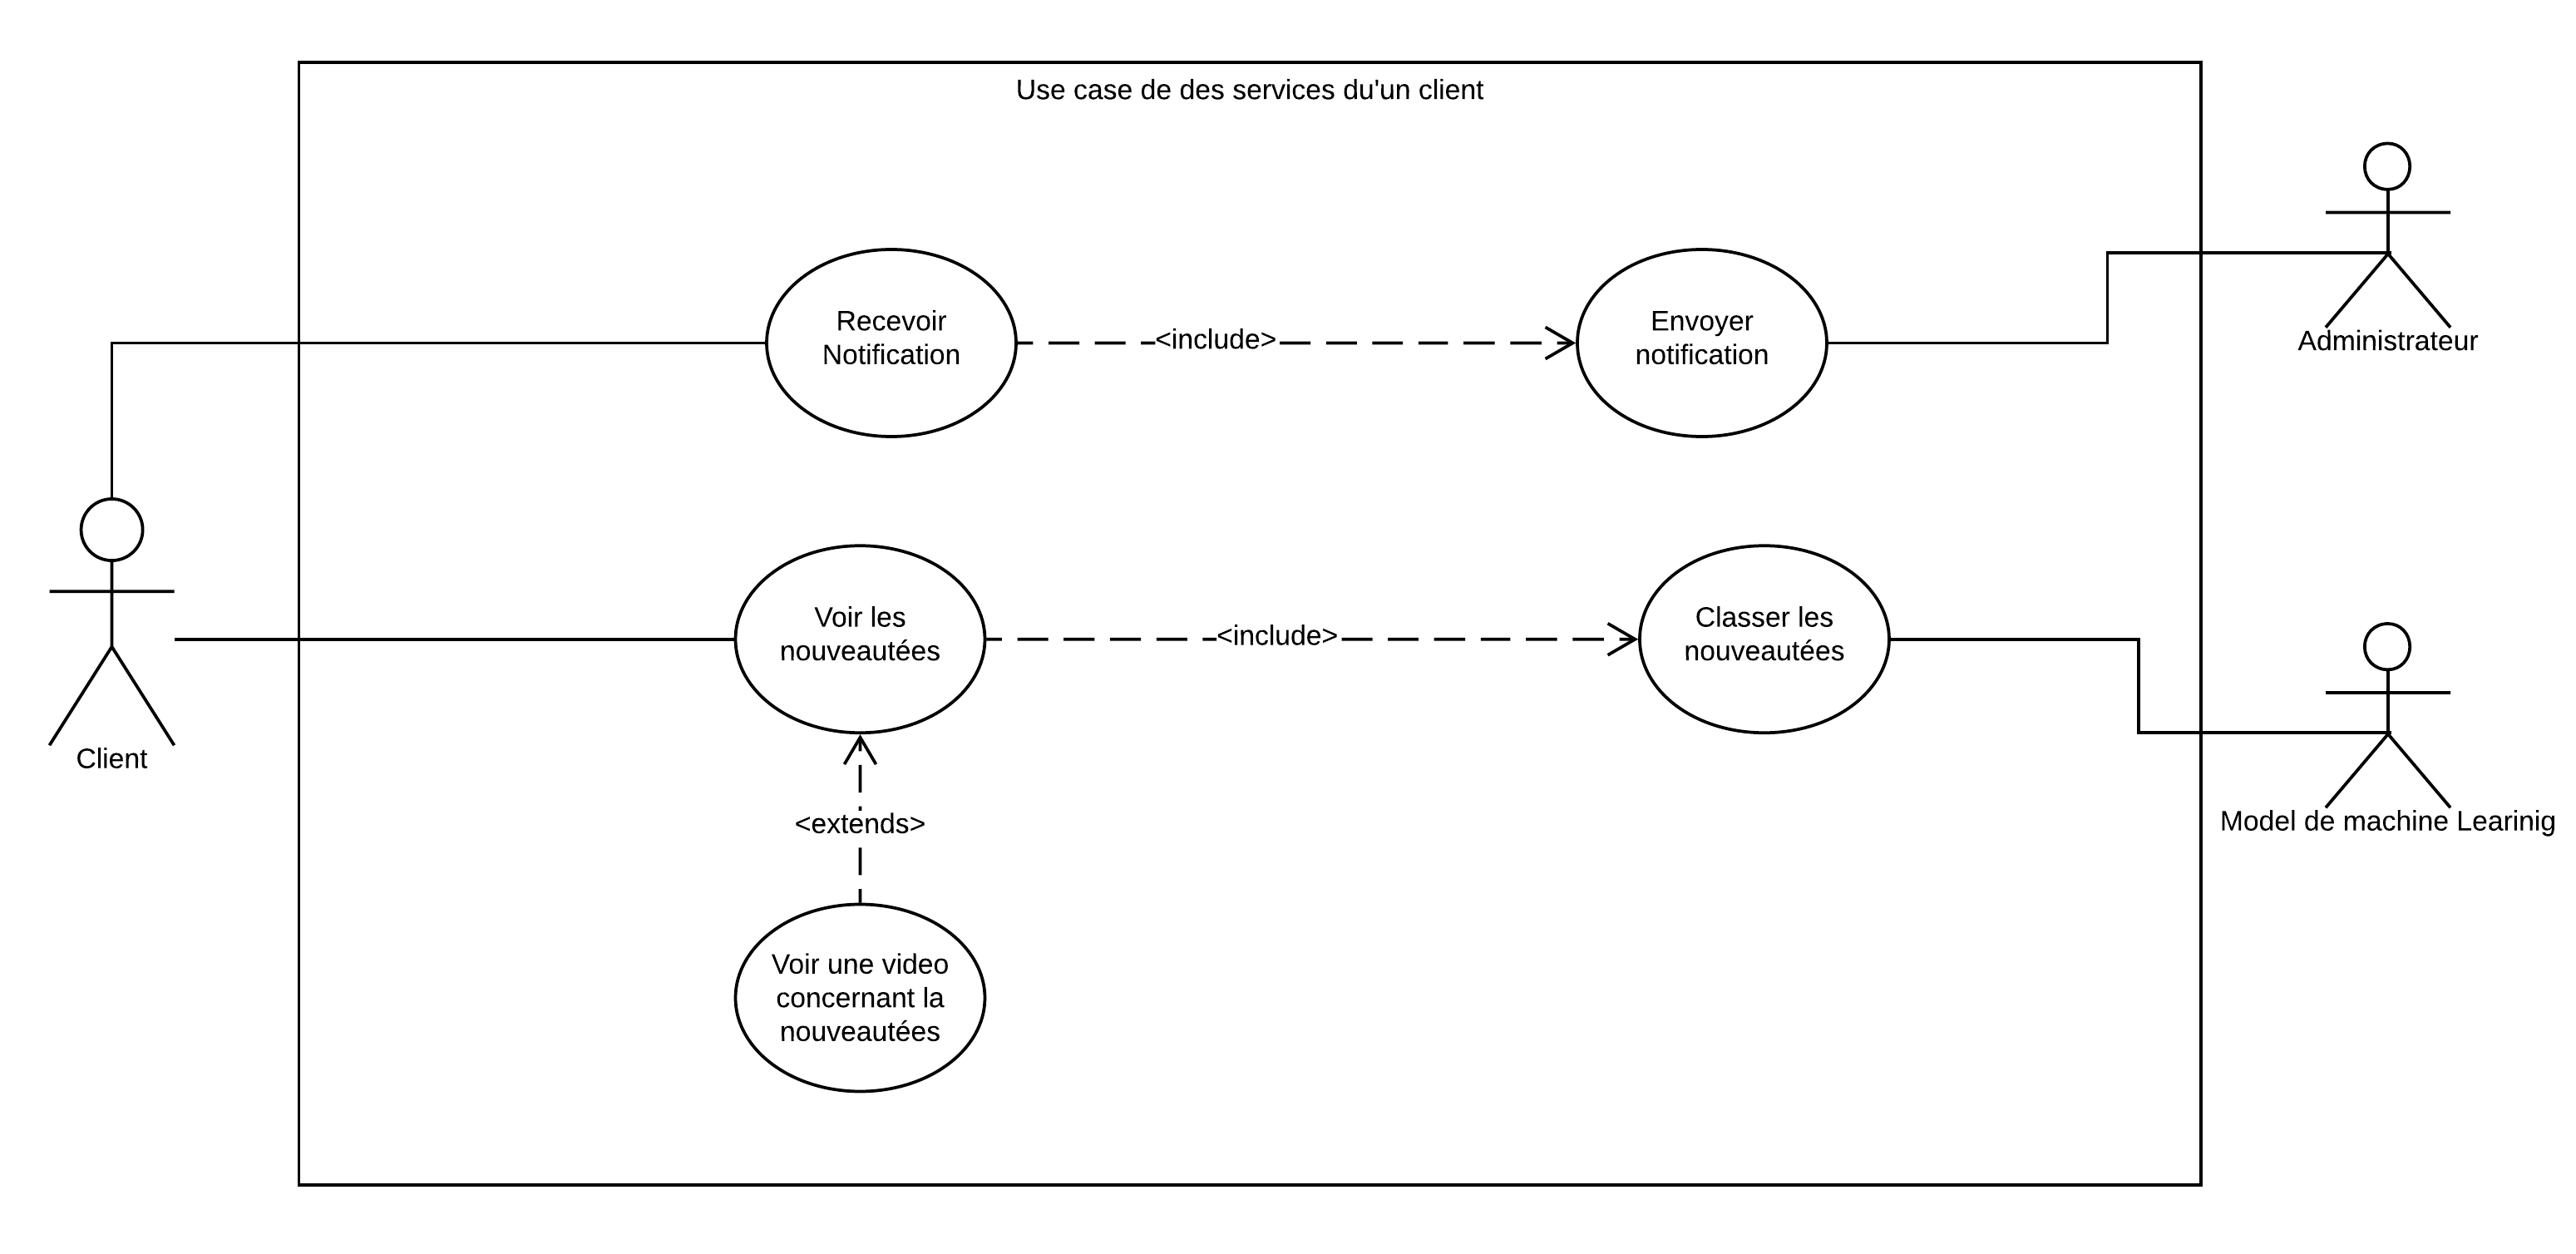 Use case de des services du'un client
Recevoir
Notification
<include>
Envoyer
notification
Administrateur
Client
Voir les
nouveautées
<include>
Classer les
nouveautées
Model de machine Learinig
<extends>
Voir une video
concernant la
nouveautées